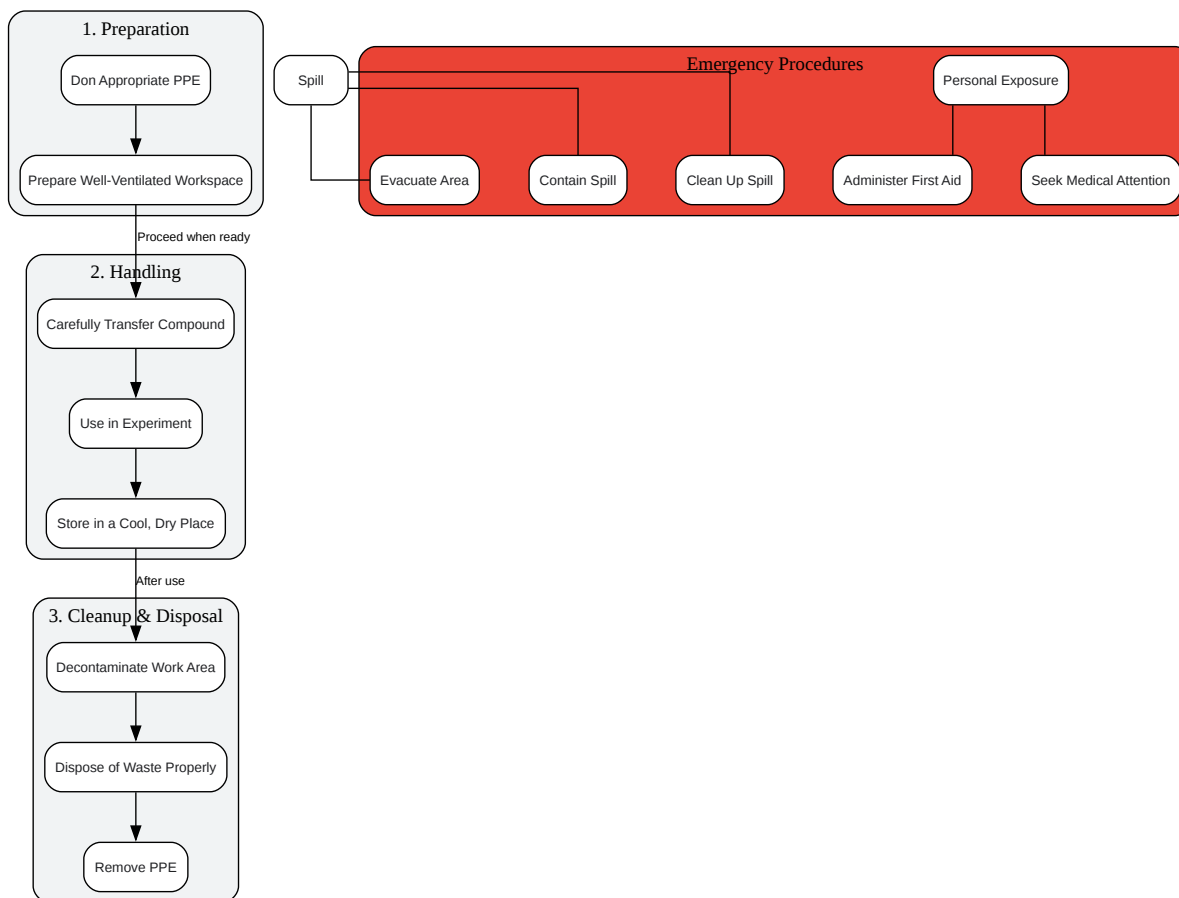 1. Preparation
Don Appropriate PPE
Prepare Well-Ventilated Workspace
Proceed when ready
2. Handling
Carefully Transfer Compound
Use in Experiment
Store in a Cool, Dry Place
After use
3. Cleanup & Disposal
Decontaminate Work Area
Dispose of Waste Properly
Remove PPE
Spill
Emergency Procedures
Personal Exposure
Evacuate Area
Contain Spill
Clean Up Spill
Administer First Aid
Seek Medical Attention